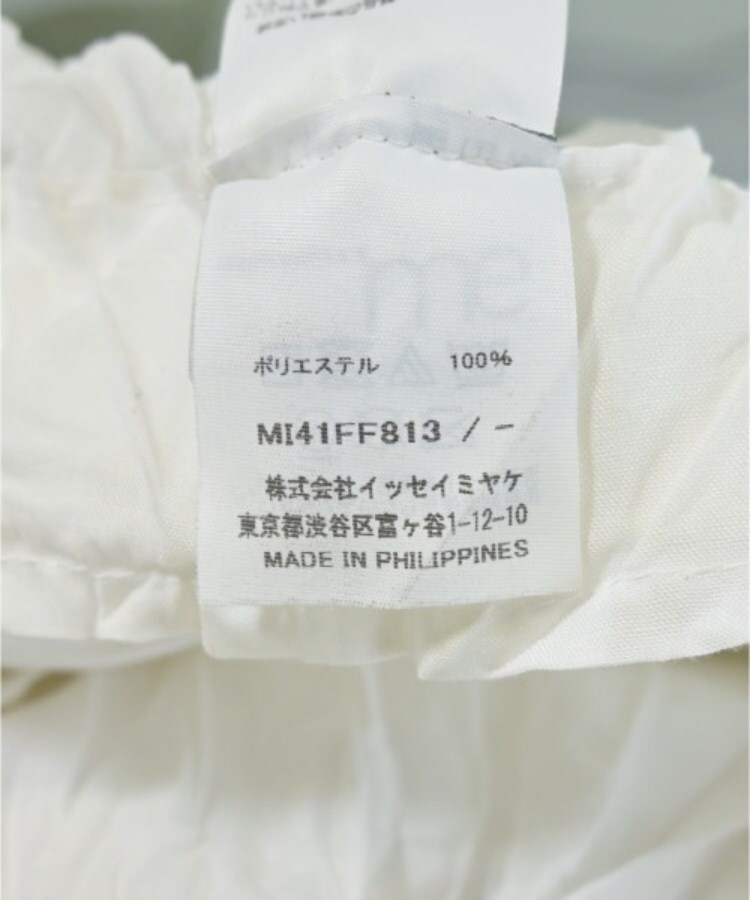 ポリエステル 100%
MI41FF813 / -
株式会社イッセイミヤケ
東京都渋谷区富ヶ谷1-12-10
MADE IN PHILIPPINES